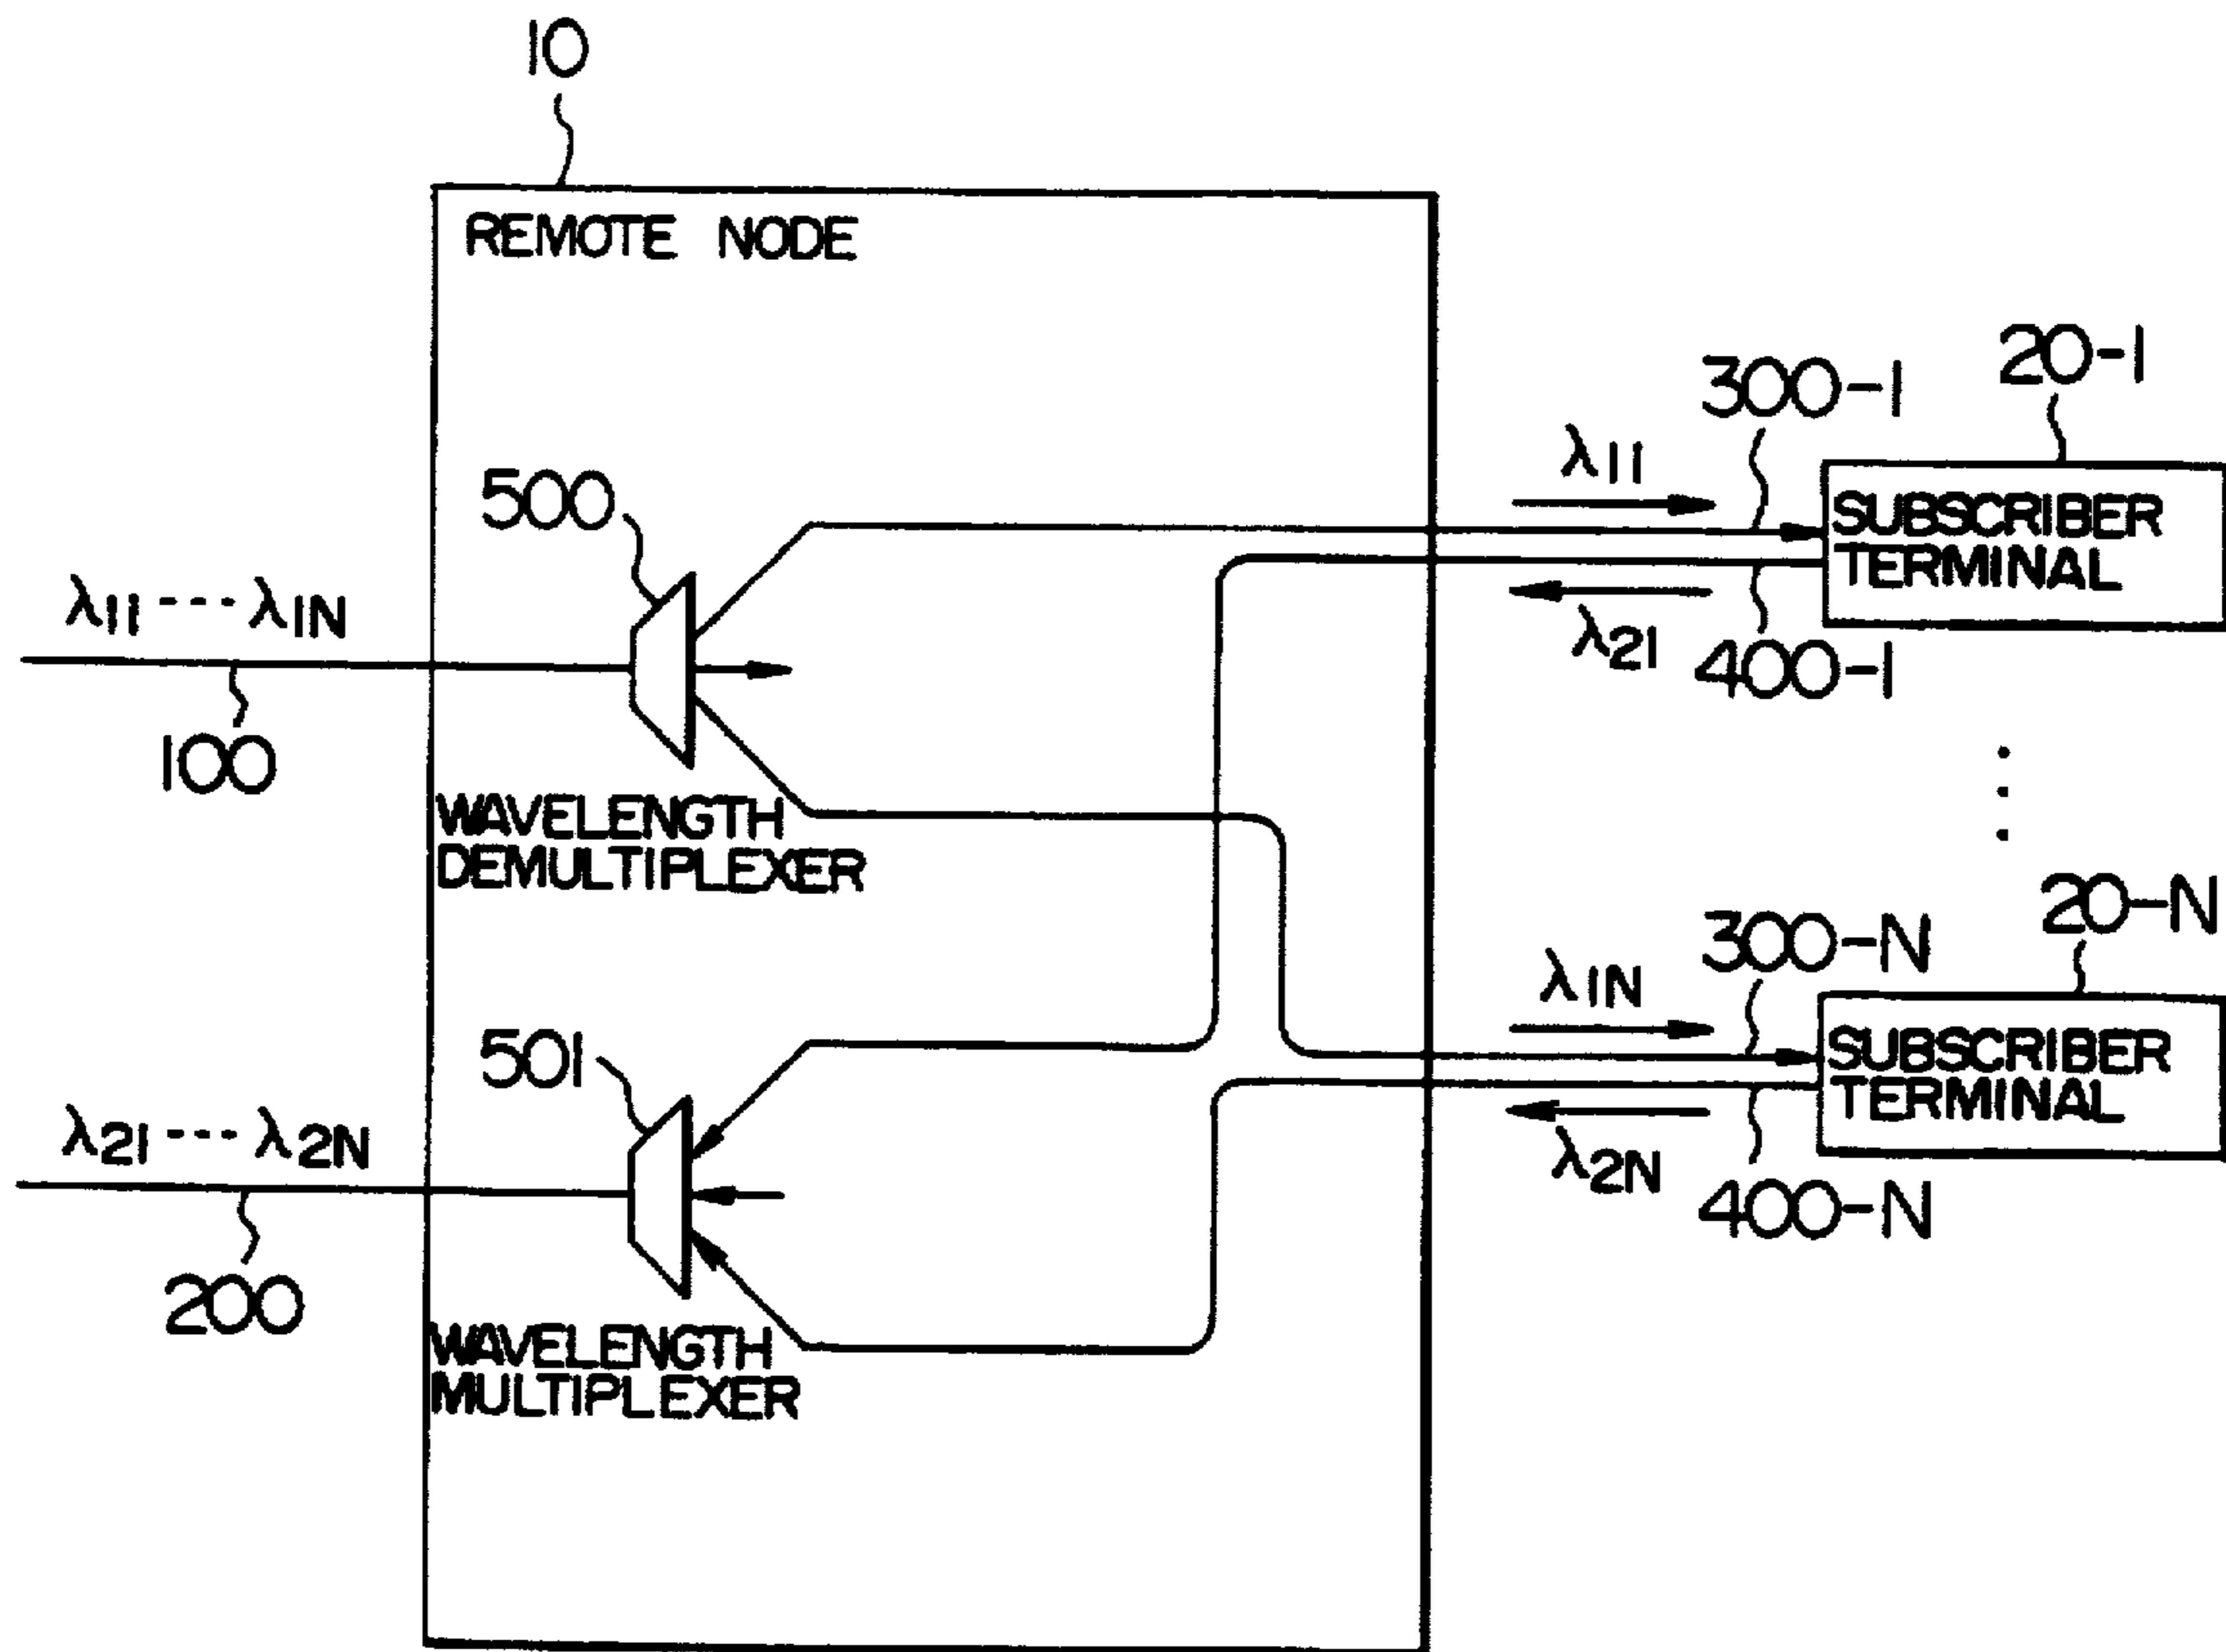 10
REMOTE NODE
20-1
300-1
λ11
500
SUBSCRIBER
TERMINAL
λ11 --- λ1N
λ21
400-1
100
WAVELENGTH
DEMULTIPLEXER
20-N
300-N
λ1N
501
SUBSCRIBER
TERMINAL
λ21 --- λ2N
λ2N
400-N
200
WAVELENGTH
MULTIPLEXER